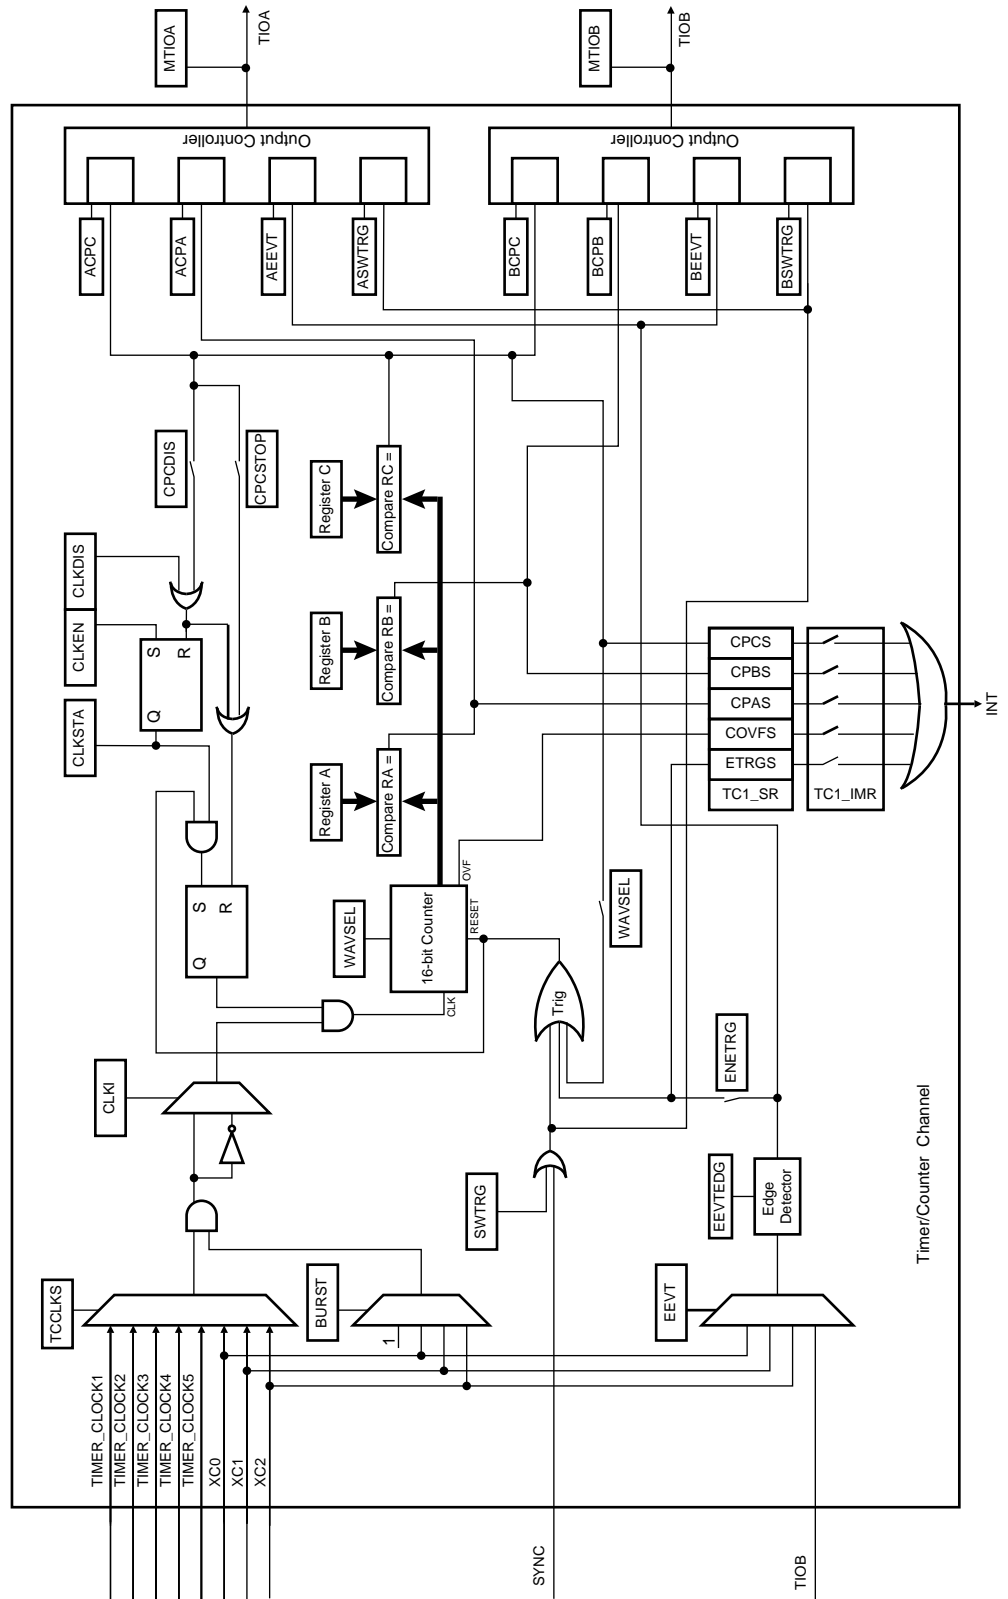 MTIOA
TIOA
MTIOB
TIOB
Output Controller
ACPC
ACPA
AEEVT
ASWTRG
Output Controller
BCPC
BCPB
BEEVT
BSWTRG
CPCDIS
CPCSTOP
CLKDIS
CLKEN
CLKSTA
S
R
Q
S
R
Q
Register C
Compare RC =
Register B
Compare RB =
Register A
Compare RA =
WAVSEL
16-bit Counter
OVF
RESET
CLK
CPCS
CPBS
CPAS
COVFS
ETRGS
TC1_SR
TC1_IMR
INT
WAVSEL
Trig
ENETRG
CLKI
SWTRG
EEVTEDG
Edge
Detector
Timer/Counter Channel
TCCLKS
BURST
1
EEVT
TIMER_CLOCK1
TIMER_CLOCK2
TIMER_CLOCK3
TIMER_CLOCK4
TIMER_CLOCK5
XC0
XC1
XC2
SYNC
TIOB